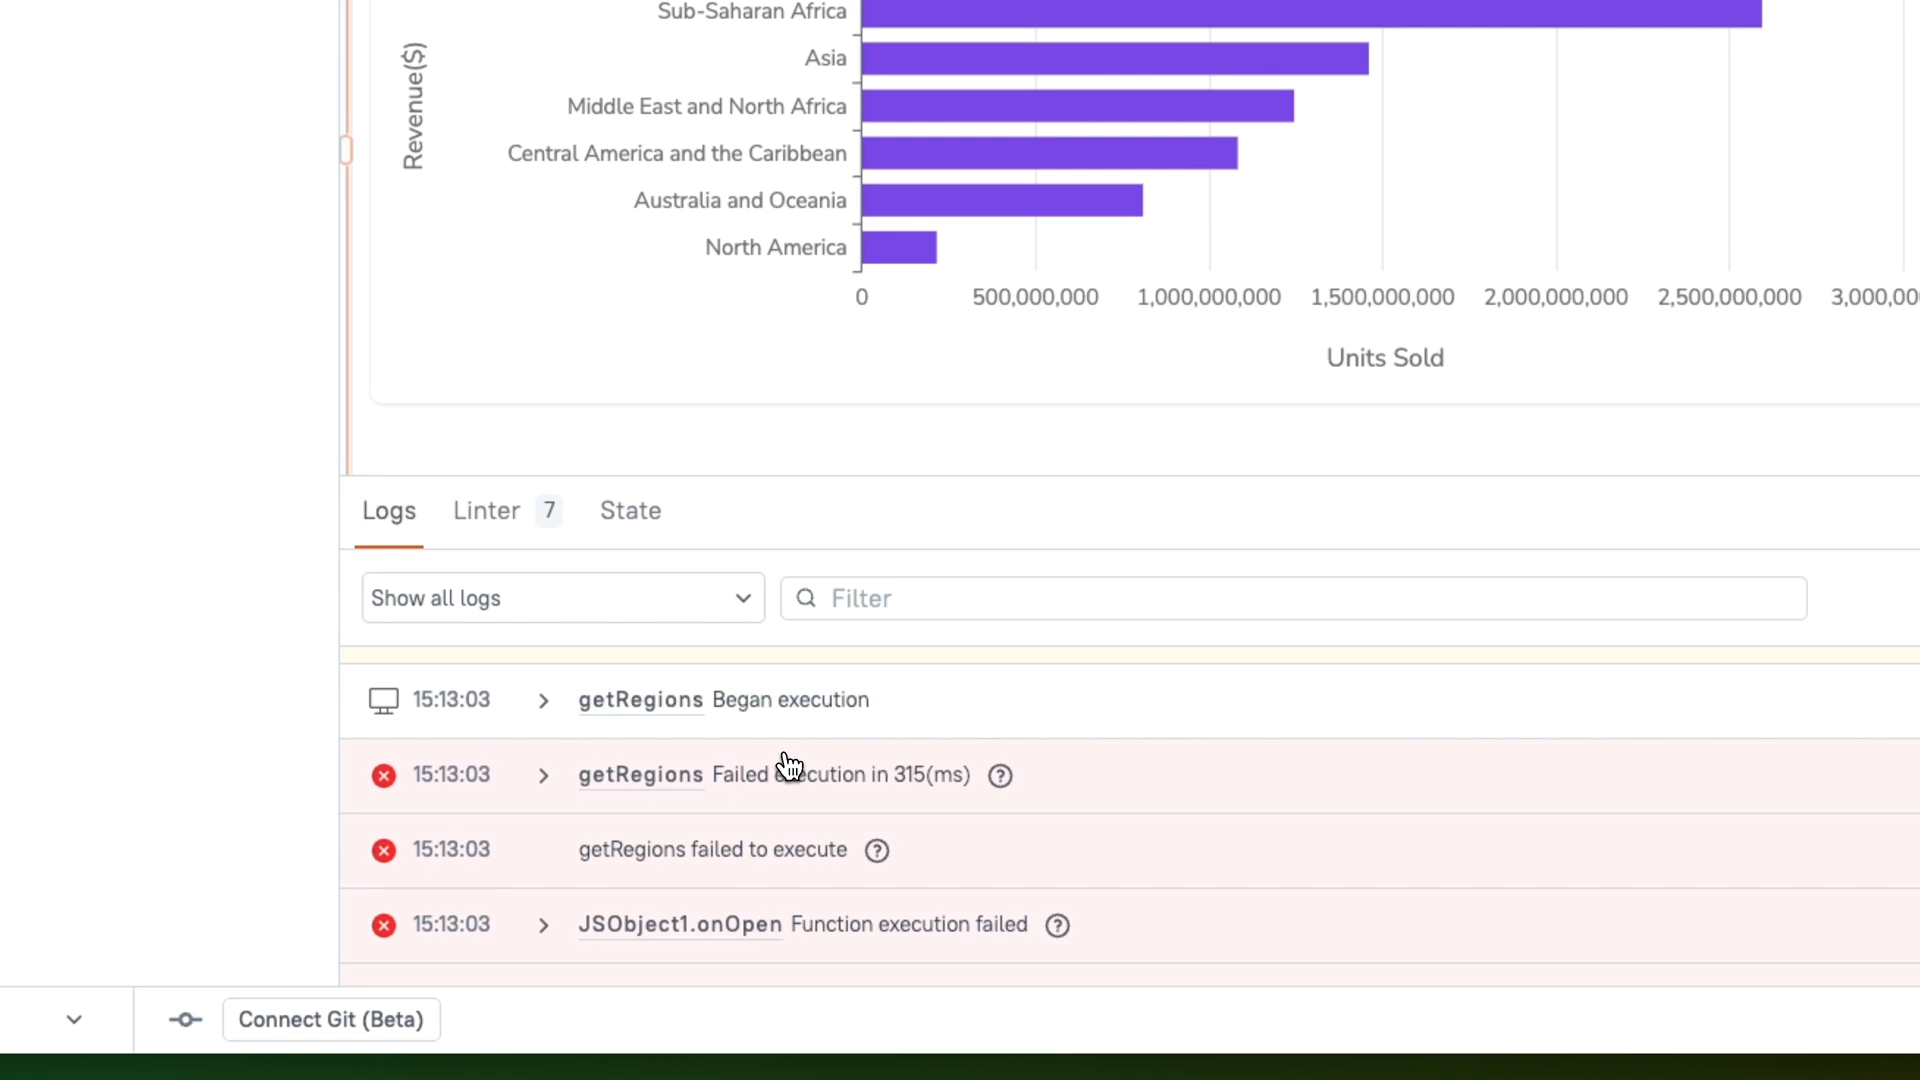 Sub-Saharan Africa
Asia
Middle East and North Africa
Central America and the Caribbean
Australia and Oceania
North America
Revenue($)
0 500,000,000 1,000,000,000 1,500,000,000 2,000,000,000 2,500,000,000 3,000,00
Units Sold
Logs Linter 7 State
Show all logs Filter
15:13:03 getRegions Began execution
15:13:03 getRegions Failed execution in 315(ms)
15:13:03 getRegions failed to execute
15:13:03 JSObject1.onOpen Function execution failed
Connect Git (Beta)